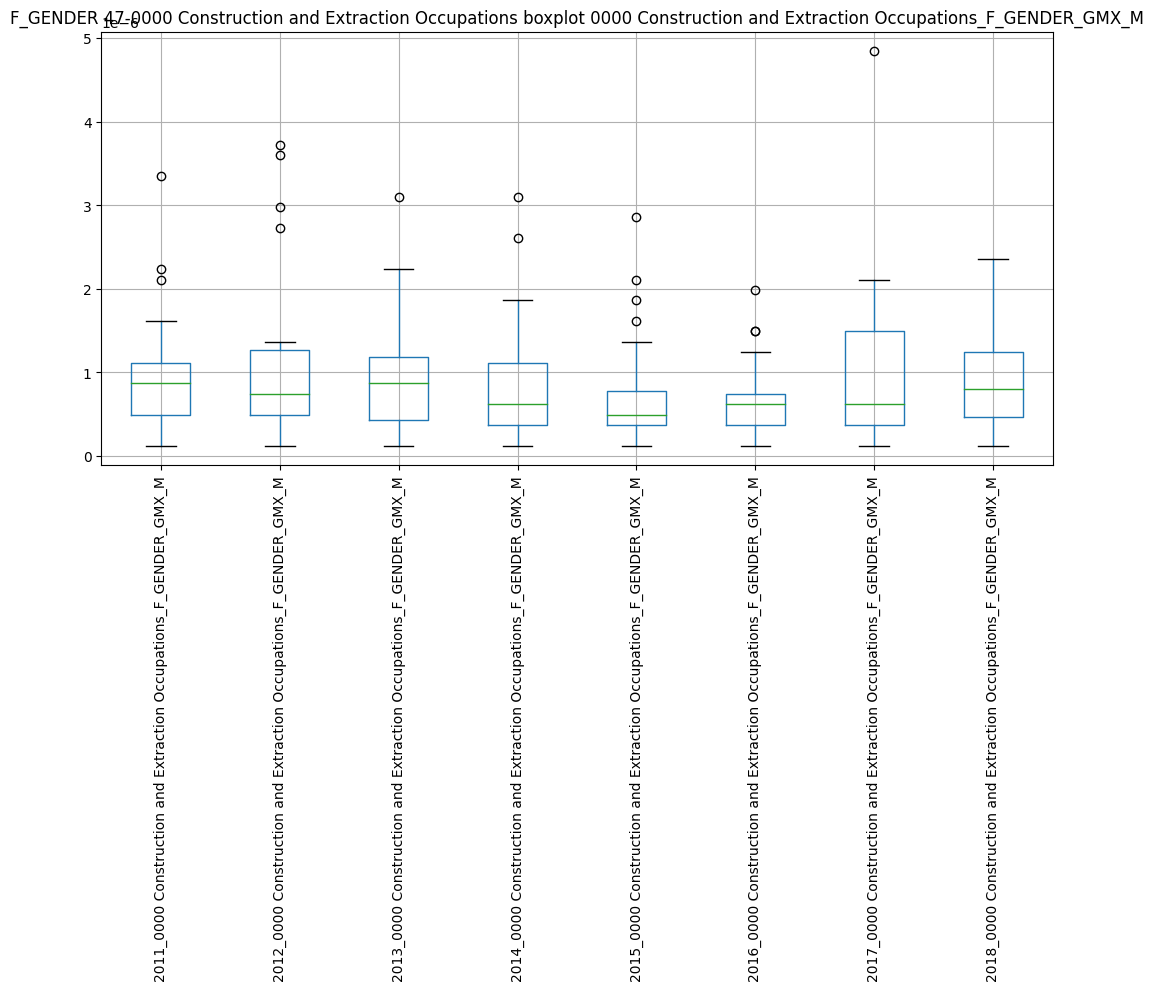 F_GENDER 47-0000 Construction and Extraction Occupations boxplot 0000 Construction and Extraction Occupations_F_GENDER_GMX_M
1e−6
5
4
3
2
1
0
2011_0000 Construction and Extraction Occupations_F_GENDER_GMX_M
2012_0000 Construction and Extraction Occupations_F_GENDER_GMX_M
2013_0000 Construction and Extraction Occupations_F_GENDER_GMX_M
2014_0000 Construction and Extraction Occupations_F_GENDER_GMX_M
2015_0000 Construction and Extraction Occupations_F_GENDER_GMX_M
2016_0000 Construction and Extraction Occupations_F_GENDER_GMX_M
2017_0000 Construction and Extraction Occupations_F_GENDER_GMX_M
2018_0000 Construction and Extraction Occupations_F_GENDER_GMX_M